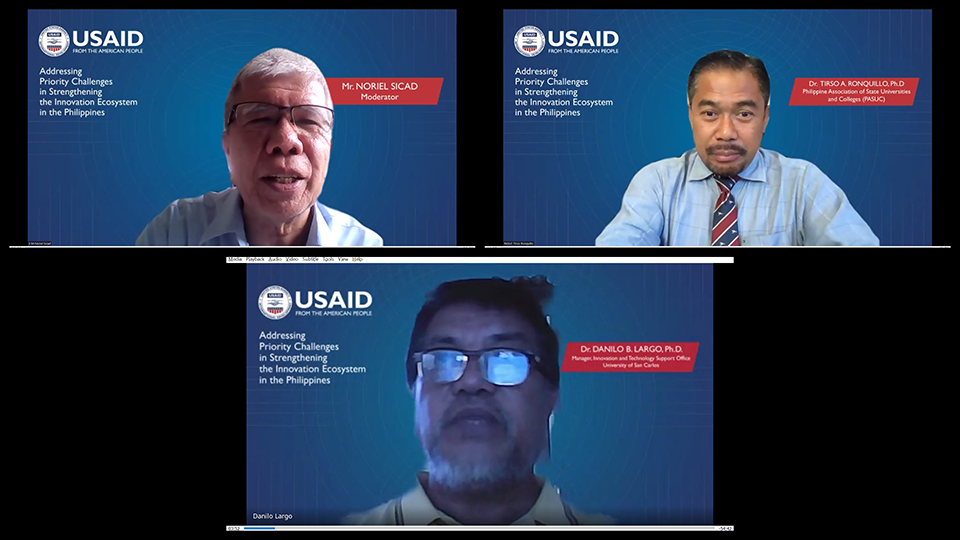 USAID
FROM THE AMERICAN PEOPLE
Addressing
Priority Challenges
in Strengthening
the Innovation Ecosystem
in the Philippines
Mr. NORIEL SICAD
Moderator
USAID
FROM THE AMERICAN PEOPLE
Addressing
Priority Challenges
in Strengthening
the Innovation Ecosystem
in the Philippines
Dr. TIRSO A. RONQUILLO, Ph.D
Philippine Association of State Universities
and Colleges (PASUC)
Media Playback Audio Video Subtitle Tools View Help
USAID
FROM THE AMERICAN PEOPLE
Addressing
Priority Challenges
in Strengthening
the Innovation Ecosystem
in the Philippines
Dr. DANILO B. LARGO, Ph.D.
Manager, Innovation and Technology Support Office
University of San Carlos
Danilo Largo
03:52
-54:42